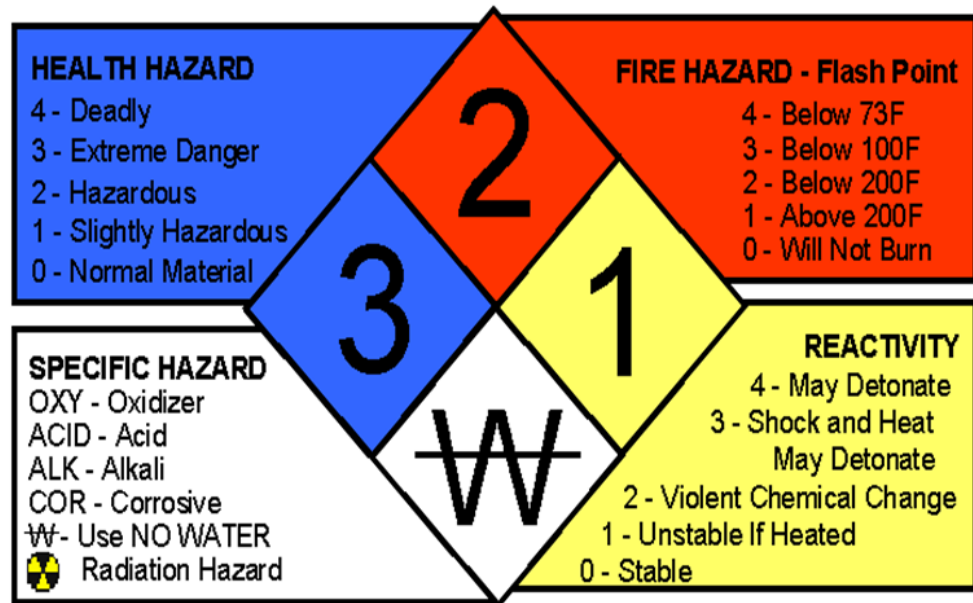 HEALTH HAZARD
4 - Deadly
3 - Extreme Danger
2 - Hazardous
1 - Slightly Hazardous
0 - Normal Material
2
FIRE HAZARD - Flash Point
4 - Below 73F
3 - Below 100F
2 - Below 200F
1 - Above 200F
0 - Will Not Burn
3
1
SPECIFIC HAZARD
OXY - Oxidizer
ACID - Acid
ALK - Alkali
COR - Corrosive
W - Use NO WATER
Radiation Hazard
W
REACTIVITY
4 - May Detonate
3 - Shock and Heat
May Detonate
2 - Violent Chemical Change
1 - Unstable If Heated
0 - Stable